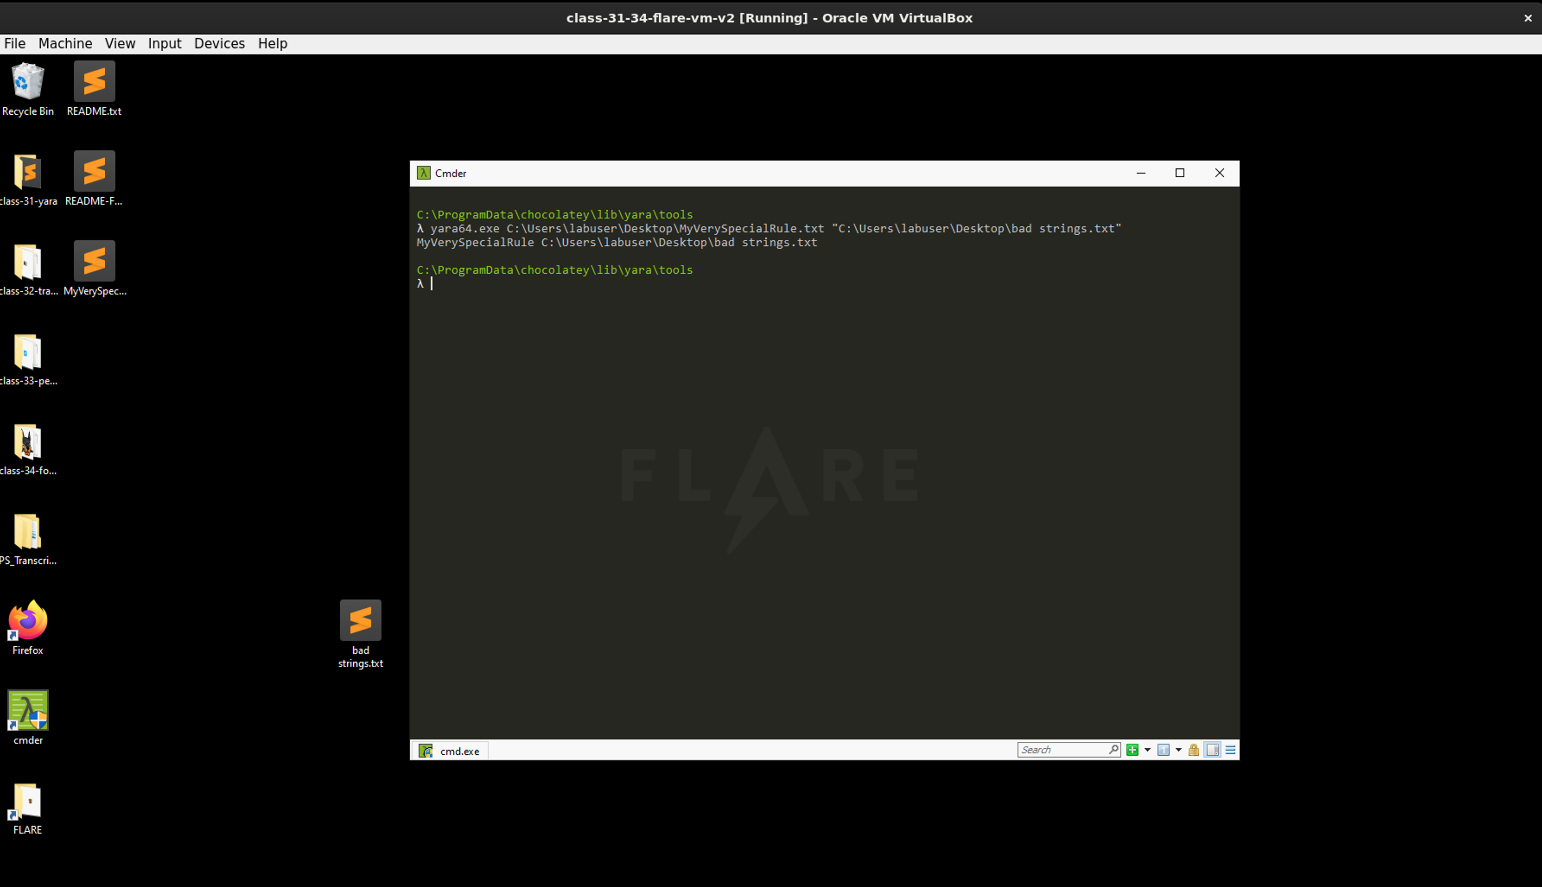 class-31-34-flare-vm-v2 [Running] - Oracle VM VirtualBox
File Machine View Input Devices Help
Recycle Bin
README.txt
class-31-yara
README-F...
class-32-tra...
MyVerySpec...
class-33-pe...
class-34-fo...
PS_Transcri...
Firefox
cmder
FLARE
bad
strings.txt
Cmder
C:\ProgramData\chocolatey\lib\yara\tools
λ yara64.exe C:\Users\labuser\Desktop\MyVerySpecialRule.txt "C:\Users\labuser\Desktop\bad strings.txt"
MyVerySpecialRule C:\Users\labuser\Desktop\bad strings.txt
C:\ProgramData\chocolatey\lib\yara\tools
λ
FLARE
cmd.exe
Search